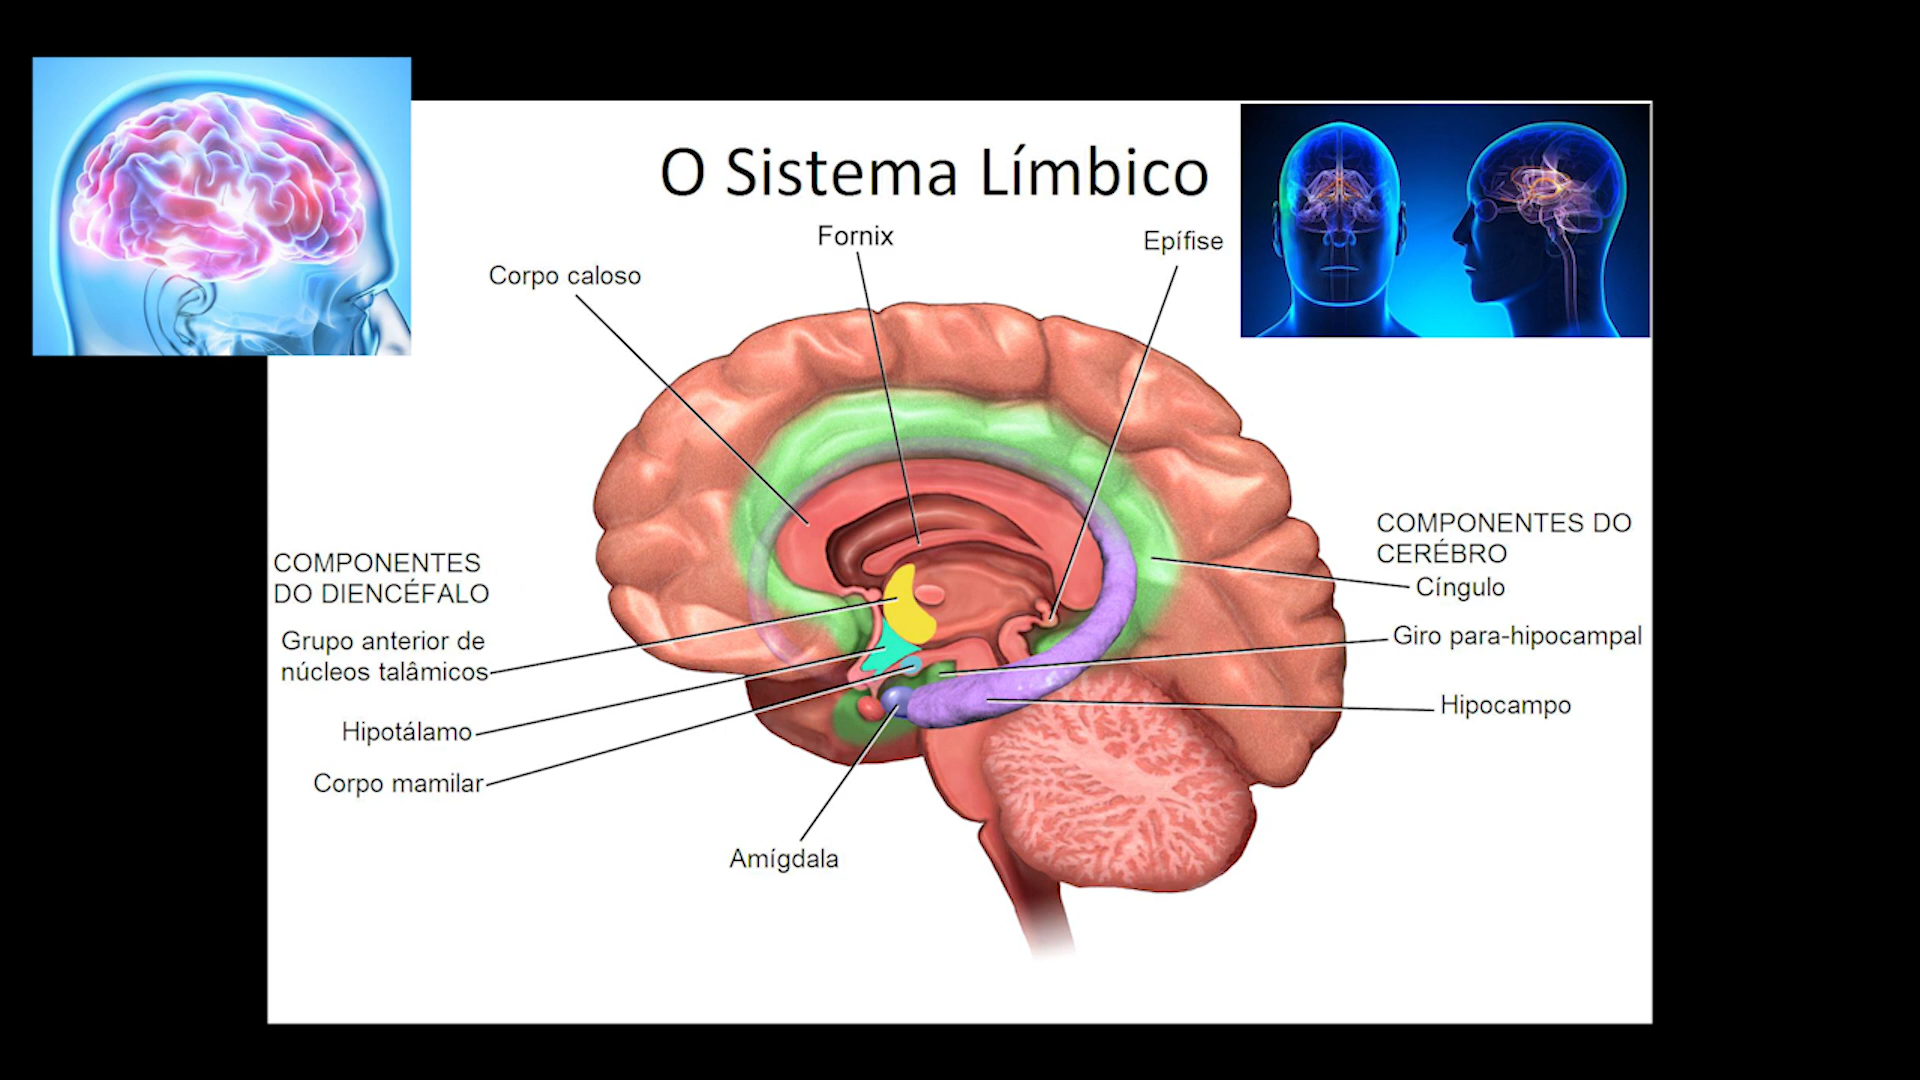 O Sistema Límbico
Fornix
Epífise
Corpo caloso
COMPONENTES
DO DIENCÉFALO
Grupo anterior de
núcleos talâmicos
Hipotálamo
Corpo mamilar
Amígdala
COMPONENTES DO
CERÉBRO
Cíngulo
Giro para-hipocampal
Hipocampo